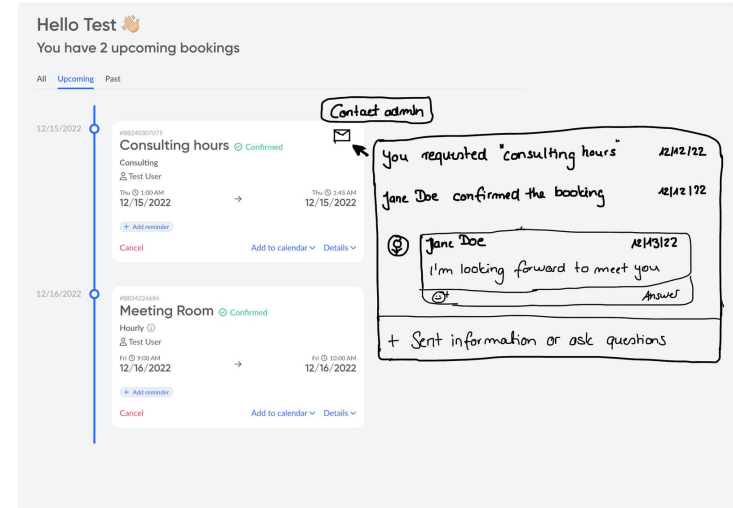 Hello Test 👋
You have 2 upcoming bookings
All Upcoming Past
12/15/2022
#BB240307075
Consulting hours Confirmed
Consulting
Test User
Thu 1:00 AM Thu 1:45 AM
12/15/2022 → 12/15/2022
+ Add reminder
Cancel Add to calendar Details
12/16/2022
#BB34224684
Meeting Room Confirmed
Hourly
Test User
Fri 9:00 AM Fri 10:00 AM
12/16/2022 → 12/16/2022
+ Add reminder
Cancel Add to calendar Details
Contact admin
You requested "consulting hours" 12/12/22
Jane Doe confirmed the booking 12/12/22
Jane Doe 12/13/22
I'm looking forward to meet you
Answer
+ Sent information or ask questions